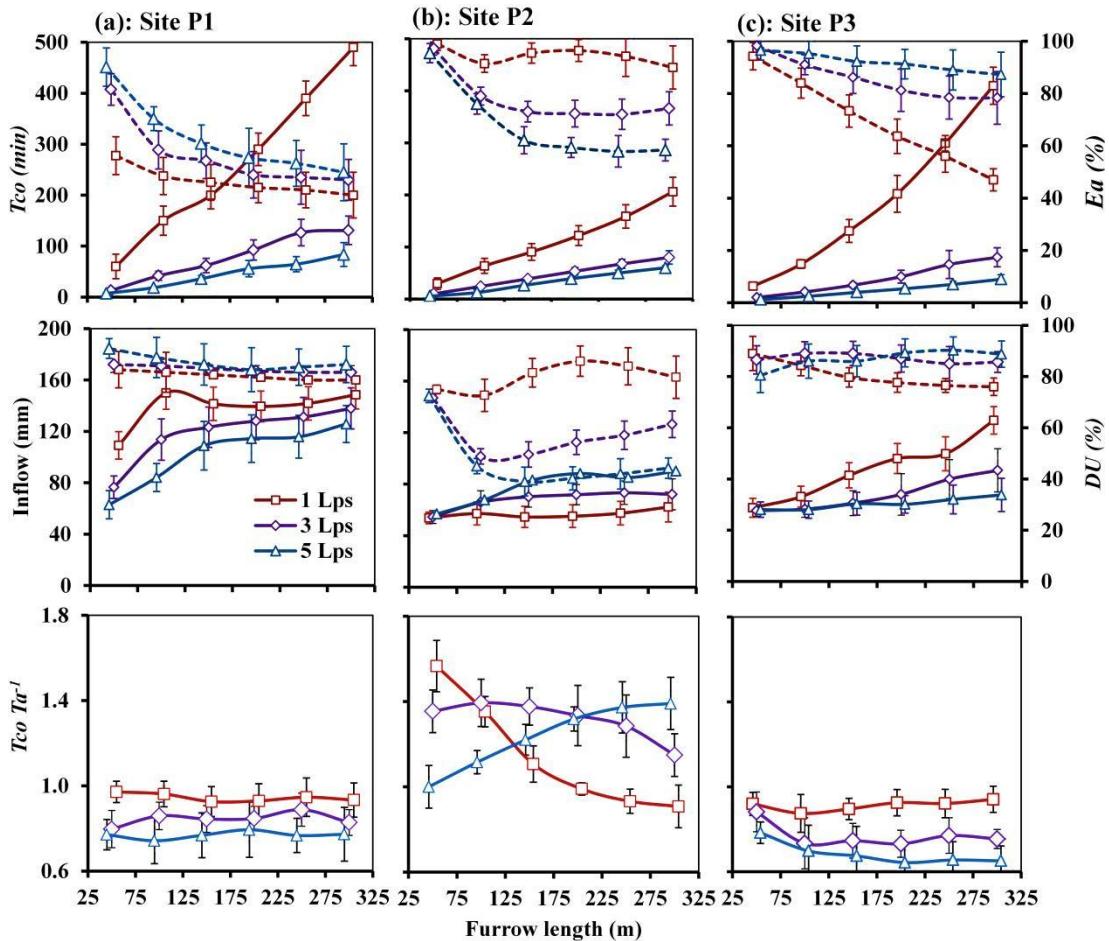 (a): Site P1
(b): Site P2
(c): Site P3
500
400
300
200
100
0
Tco (min)
100
80
60
40
20
0
Ea (%)
200
160
120
80
40
0
Inflow (mm)
1 Lps
3 Lps
5 Lps
100
80
60
40
20
0
DU (%)
1.8
1.4
1.0
0.6
Tco Ta⁻¹
25 75 125 175 225 275 325
25 75 125 175 225 275 325
25 75 125 175 225 275 325
Furrow length (m)